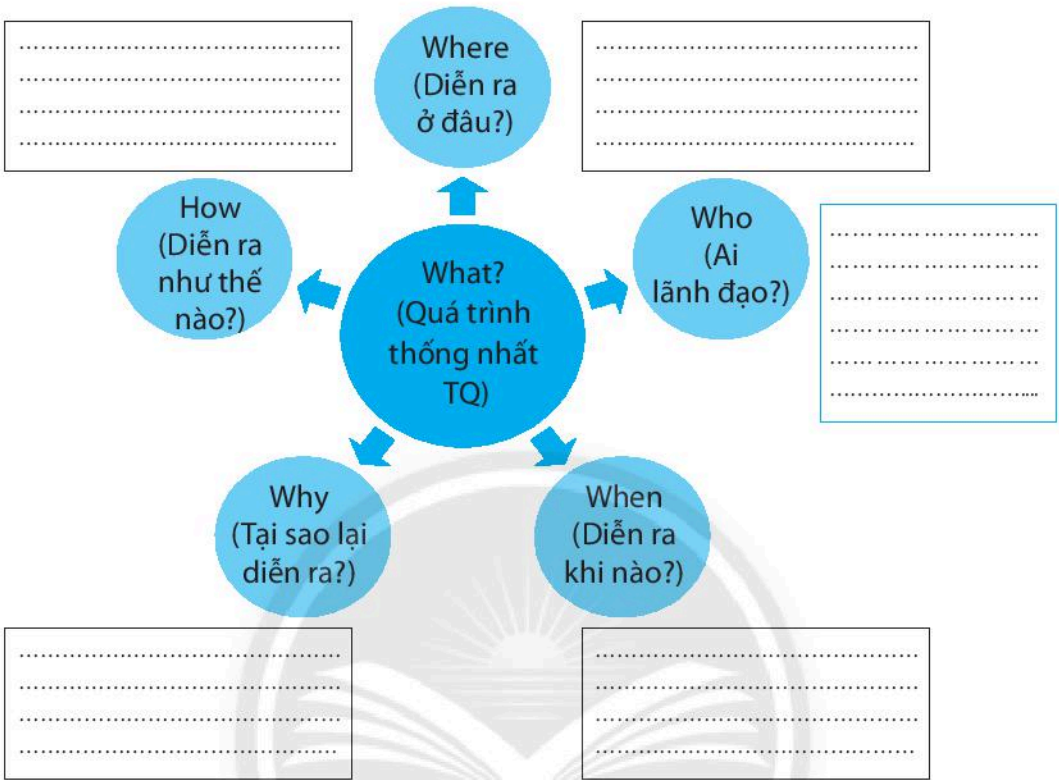 Where
(Diễn ra
ở đâu?)
How
(Diễn ra
như thế
nào?)
Who
(Ai
lãnh đạo?)
What?
(Quá trình
thống nhất
TQ)
Why
(Tại sao lại
diễn ra?)
When
(Diễn ra
khi nào?)